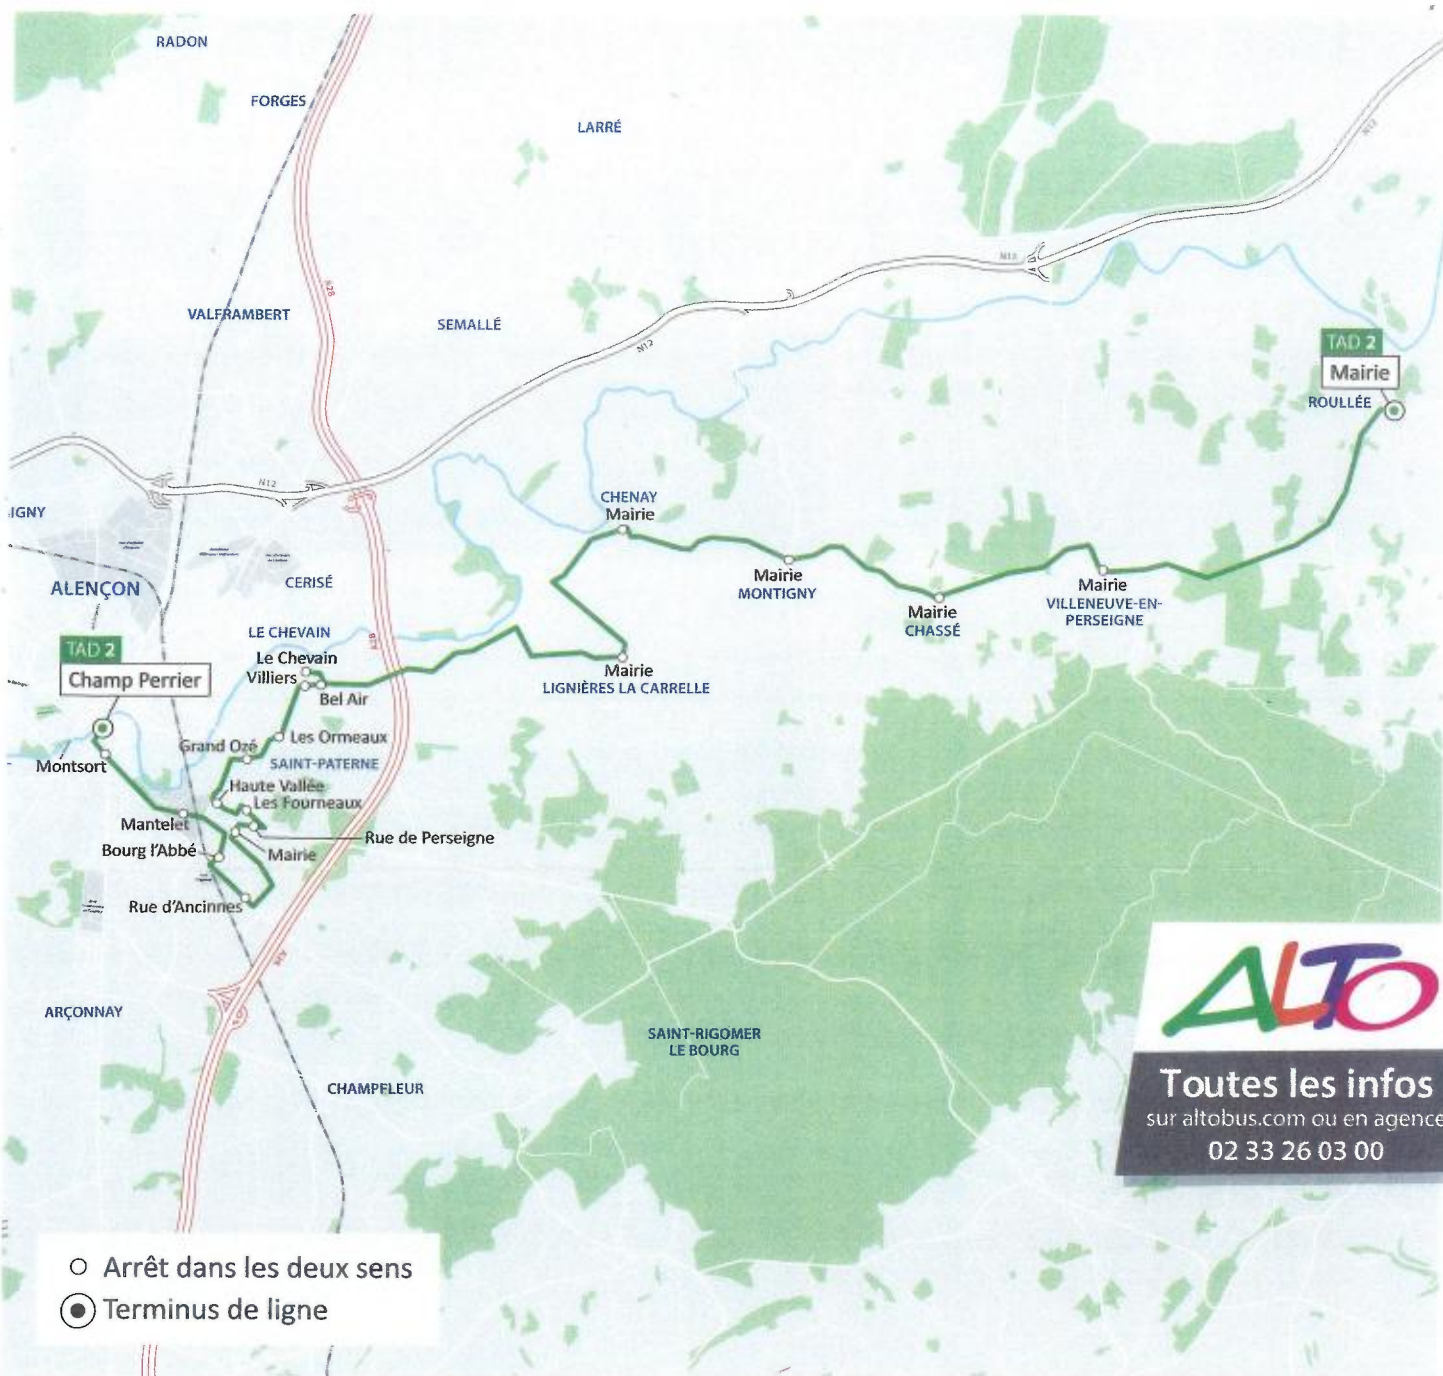 RADON
FORGES
LARRÉ
N12
A28
N12
VALFRAMBERT
SEMALLÉ
N12
TAD 2
Mairie
ROULLÉE
N12
IGNY
CHENAY
Mairie
ALENÇON
CERISÉ
Mairie
MONTIGNY
Mairie
VILLENEUVE-EN-
PERSEIGNE
Mairie
CHASSÉ
LE CHEVAIN
A28
TAD 2
Champ Perrier
Le Chevain
Villiers
Bel Air
Mairie
LIGNIÈRES LA CARRELLE
Grand Ozé
Les Ormeaux
Montsort
SAINT-PATERNE
Haute Vallée
Les Fourneaux
Mantelet
Rue de Perseigne
Bourg l'Abbé
Mairie
Rue d'Ancinnes
A28
ARÇONNAY
SAINT-RIGOMER
LE BOURG
CHAMPFLEUR
ALTO
Toutes les infos
sur altobus.com ou en agence
02 33 26 03 00
Arrêt dans les deux sens
Terminus de ligne